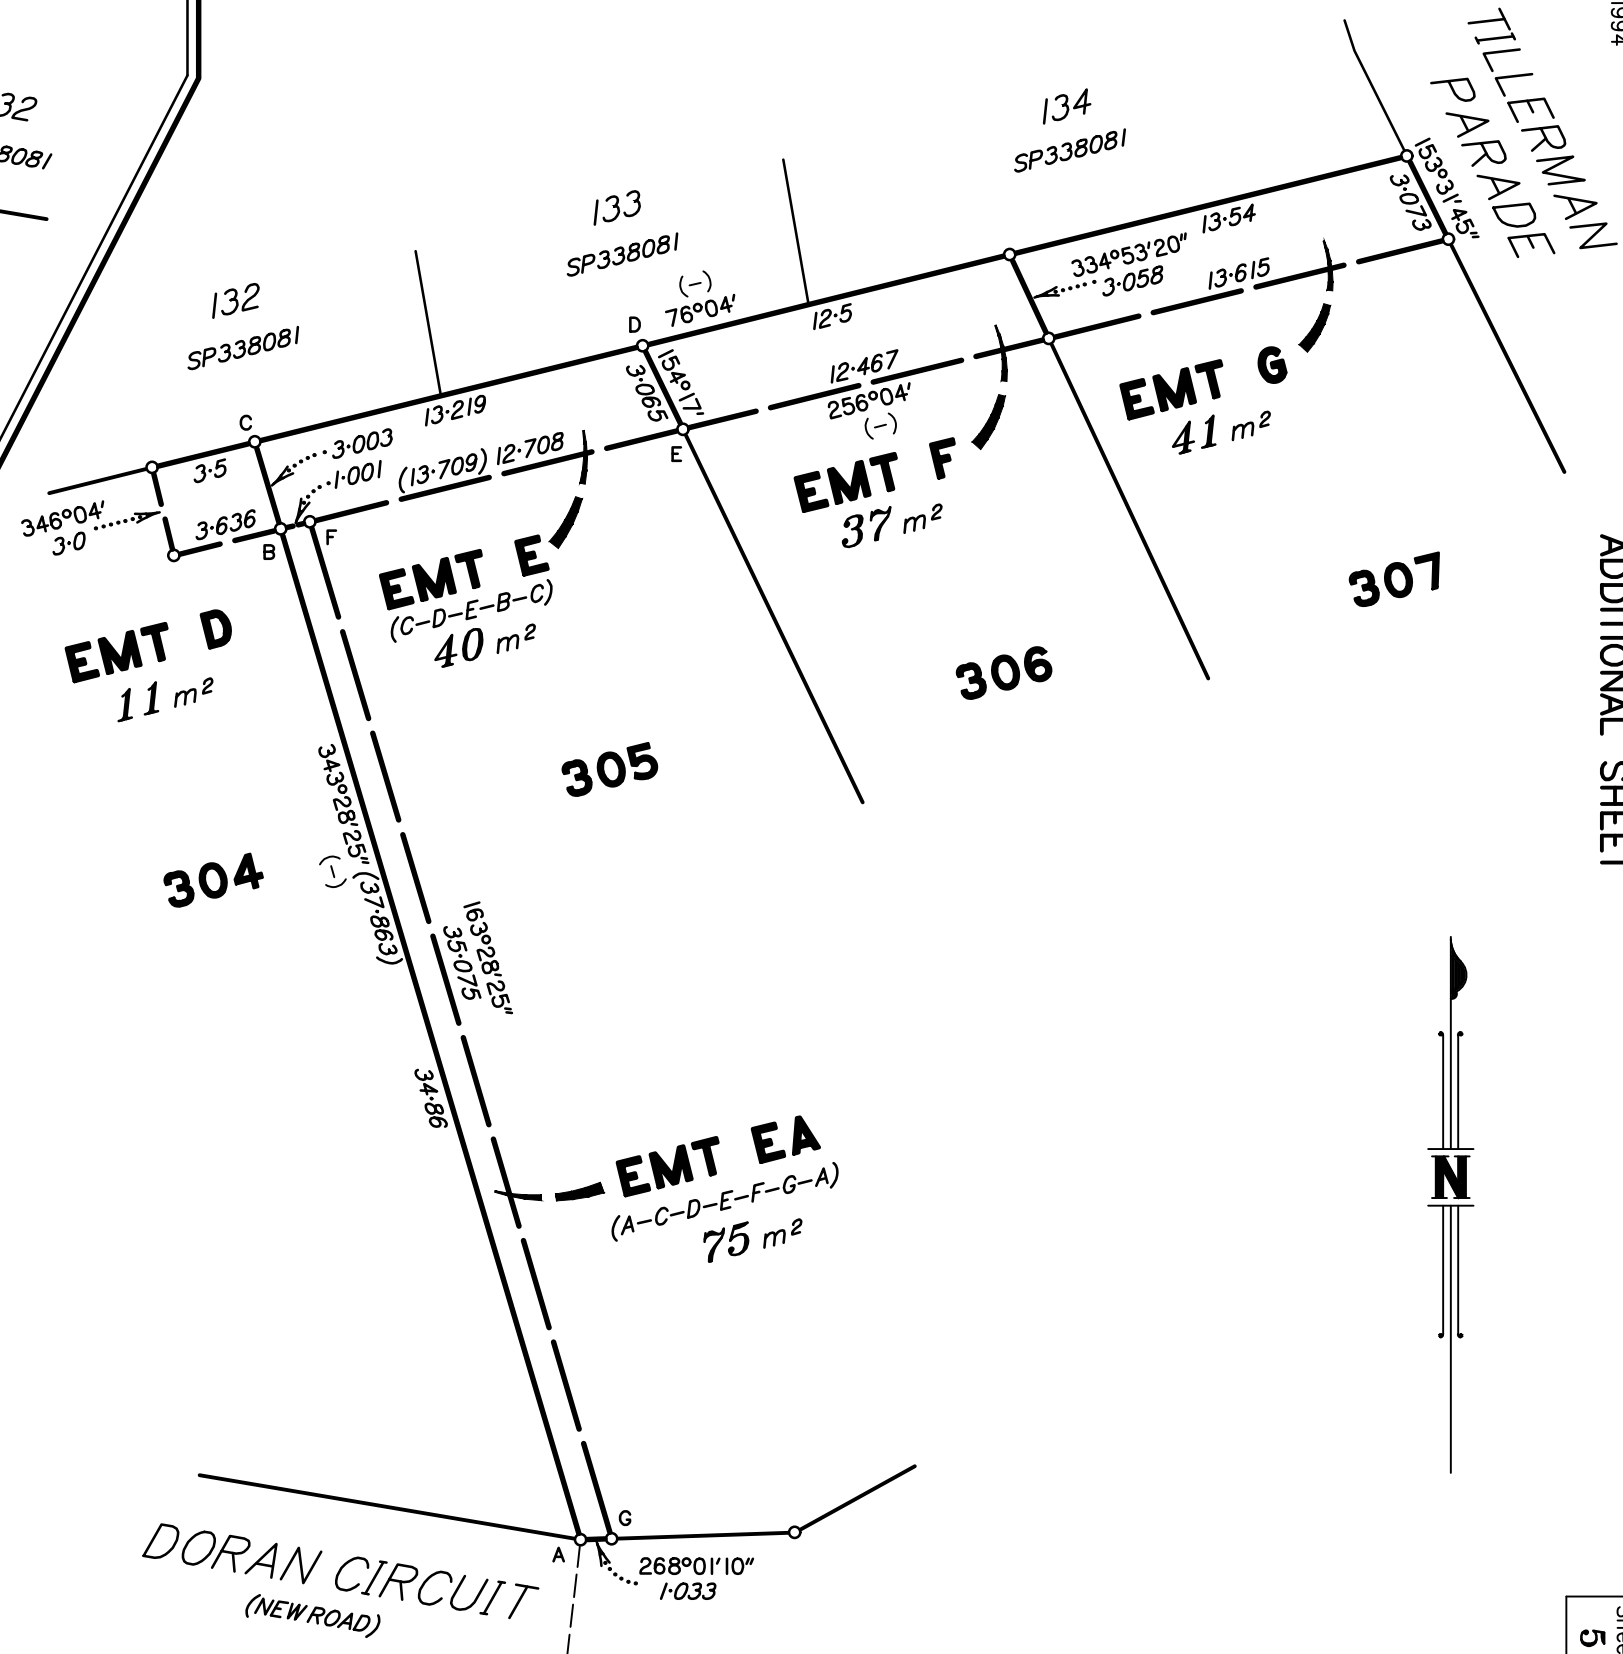 1994
TILLERMAN
PARADE
32
8081
134
SP338081
133
SP338081
132
SP338081
153°31'45"
3·073
13·54
334°53'20"
3·058
13·615
(-)
76°04'
D
12·5
154°17'
3·065
12·467
256°04'
(-)
E
C
13·219
3·003
1·001
(13·709) 12·708
3·5
346°04'
3·0
3·636
B
F
EMT G
41 m²
EMT F
37 m²
EMT E
(C-D-E-B-C)
40 m²
EMT D
11 m²
307
306
305
304
ADDITIONAL SHEET
343°28'25" (37·863)
(-)
163°28'25"
35·075
34·86
EMT EA
(A-C-D-E-F-G-A)
75 m²
N
G
A
268°01'10"
1·033
DORAN CIRCUIT
(NEW ROAD)
5